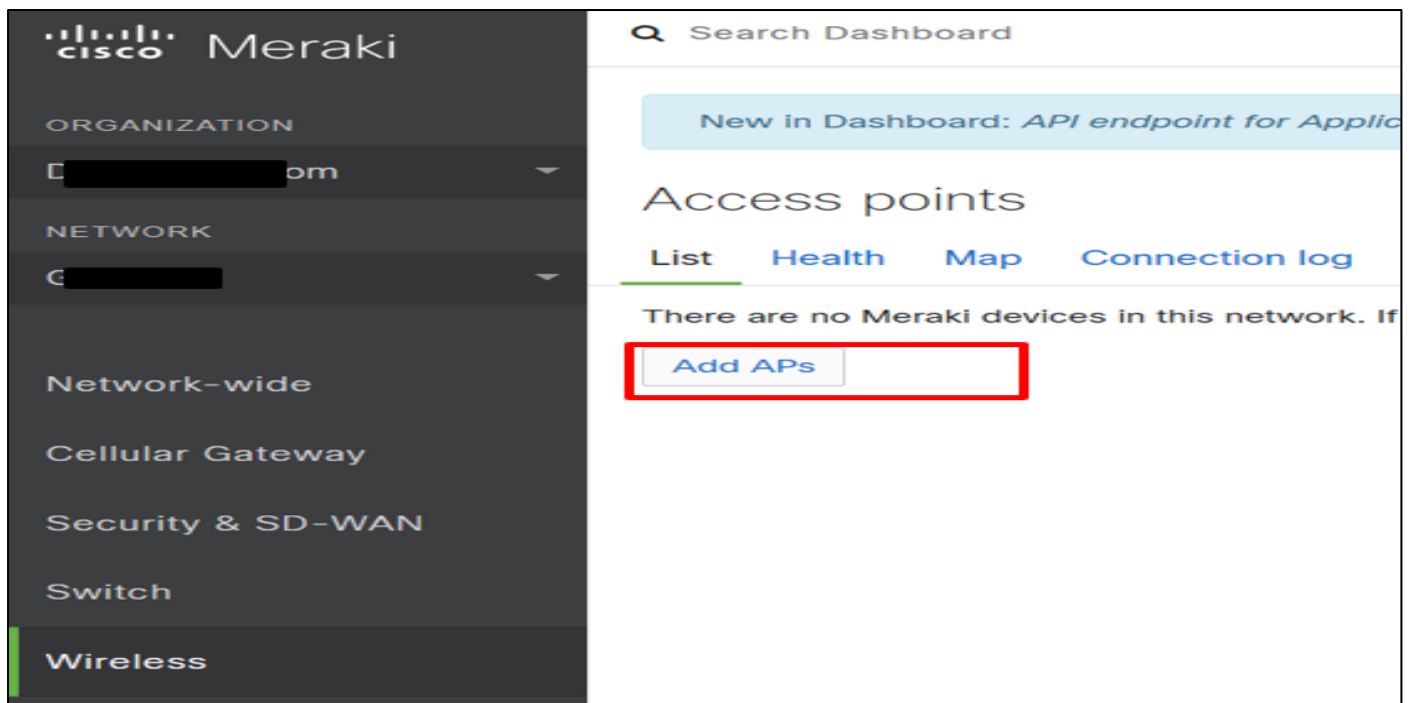 cisco Meraki
ORGANIZATION
D om
NETWORK
G
Network-wide
Cellular Gateway
Security & SD-WAN
Switch
Wireless
Search Dashboard
New in Dashboard: API endpoint for Applic
Access points
List Health Map Connection log
There are no Meraki devices in this network. If
Add APs